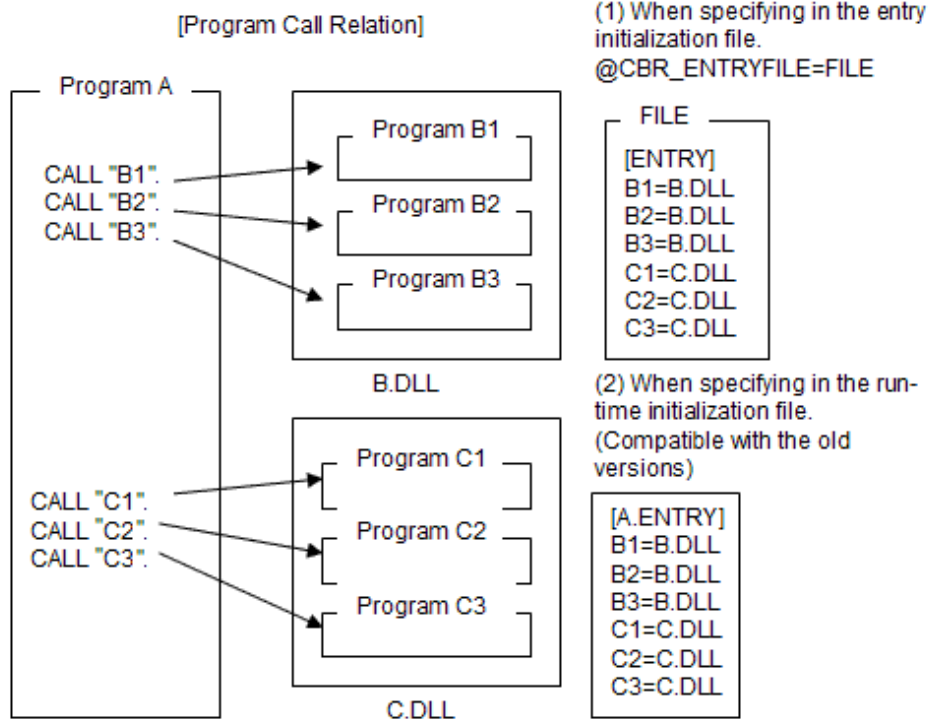 [Program Call Relation]
Program A
CALL "B1".
CALL "B2".
CALL "B3".
CALL "C1".
CALL "C2".
CALL "C3".
Program B1
Program B2
Program B3
B.DLL
Program C1
Program C2
Program C3
C.DLL
(1) When specifying in the entry
initialization file.
@CBR_ENTRYFILE=FILE
FILE
[ENTRY]
B1=B.DLL
B2=B.DLL
B3=B.DLL
C1=C.DLL
C2=C.DLL
C3=C.DLL
(2) When specifying in the run-
time initialization file.
(Compatible with the old
versions)
[A.ENTRY]
B1=B.DLL
B2=B.DLL
B3=B.DLL
C1=C.DLL
C2=C.DLL
C3=C.DLL